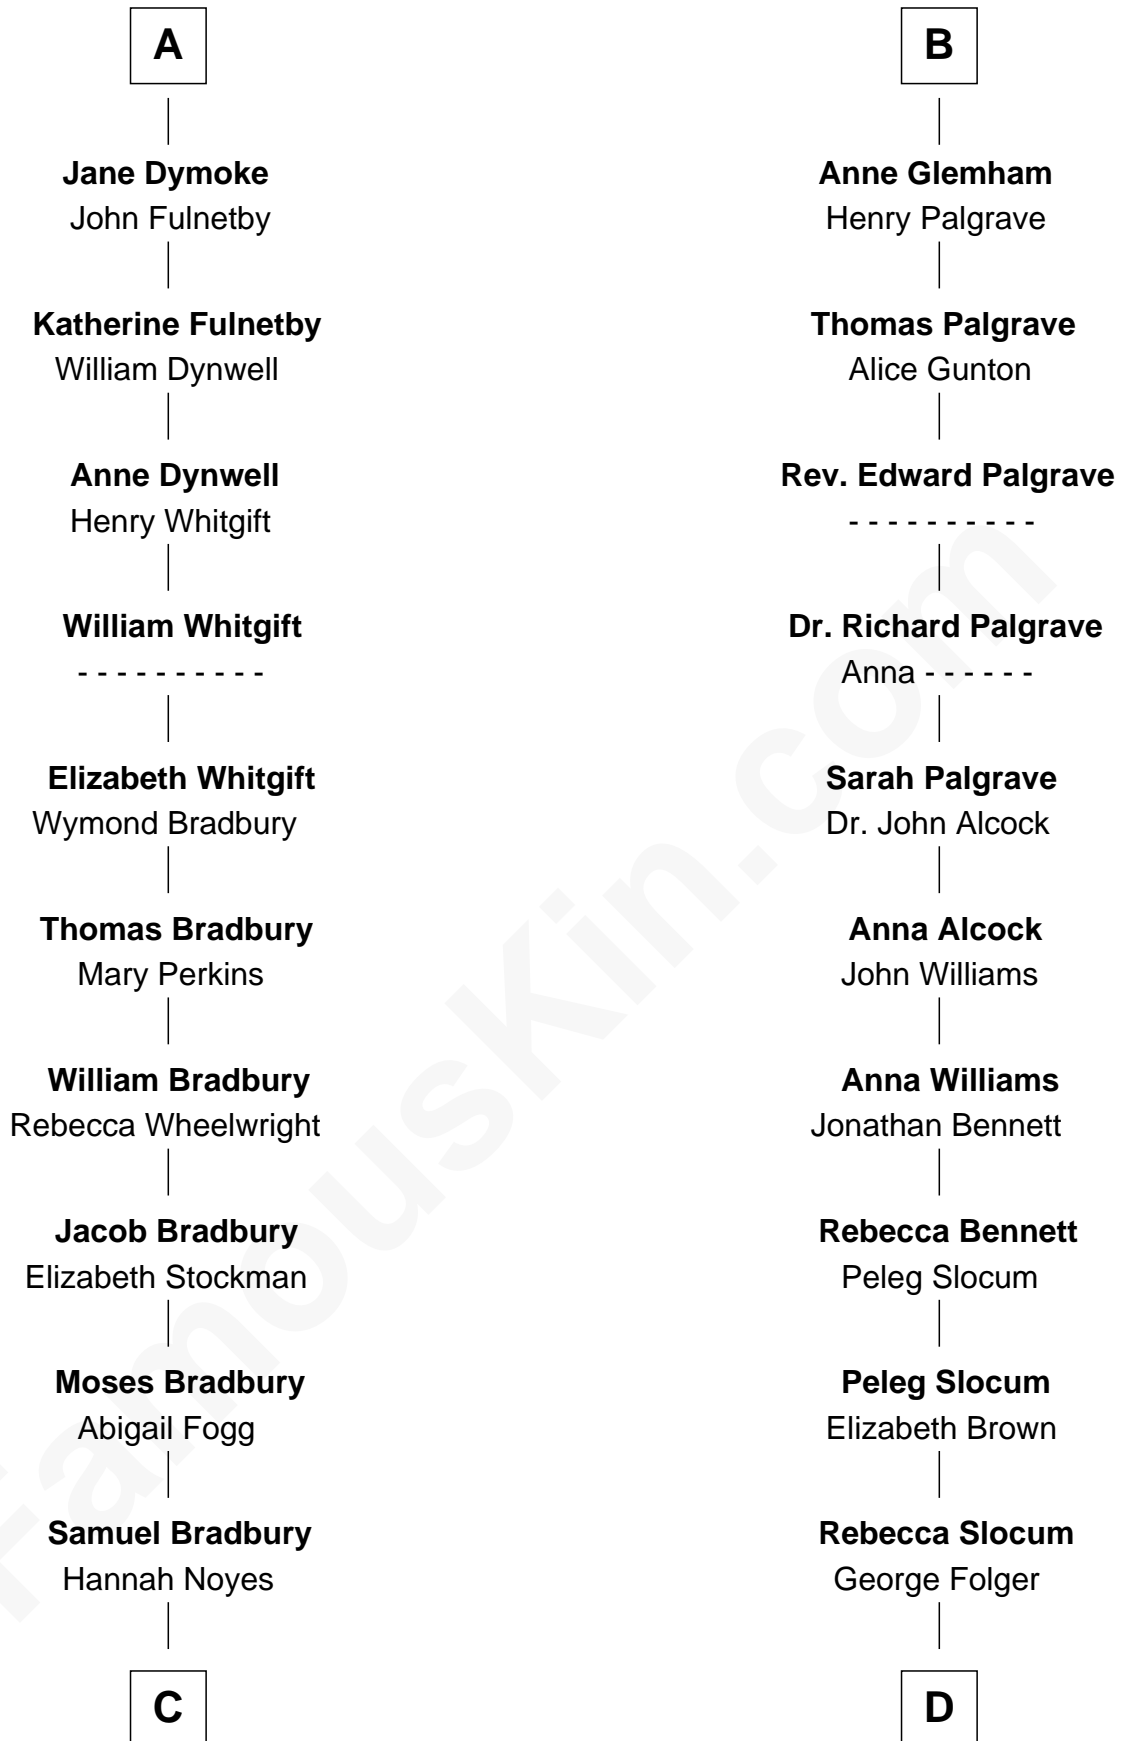 A
Jane Dymoke
John Fulnetby
Katherine Fulnetby
William Dynwell
Anne Dynwell
Henry Whitgift
William Whitgift
- - - - - - - - - -
Elizabeth Whitgift
Wymond Bradbury
Thomas Bradbury
Mary Perkins
William Bradbury
Rebecca Wheelwright
Jacob Bradbury
Elizabeth Stockman
Moses Bradbury
Abigail Fogg
Samuel Bradbury
Hannah Noyes
C
B
Anne Glemham
Henry Palgrave
Thomas Palgrave
Alice Gunton
Rev. Edward Palgrave
- - - - - - - - - -
Dr. Richard Palgrave
Anna - - - - - -
Sarah Palgrave
Dr. John Alcock
Anna Alcock
John Williams
Anna Williams
Jonathan Bennett
Rebecca Bennett
Peleg Slocum
Peleg Slocum
Elizabeth Brown
Rebecca Slocum
George Folger
D
FamousKin.com